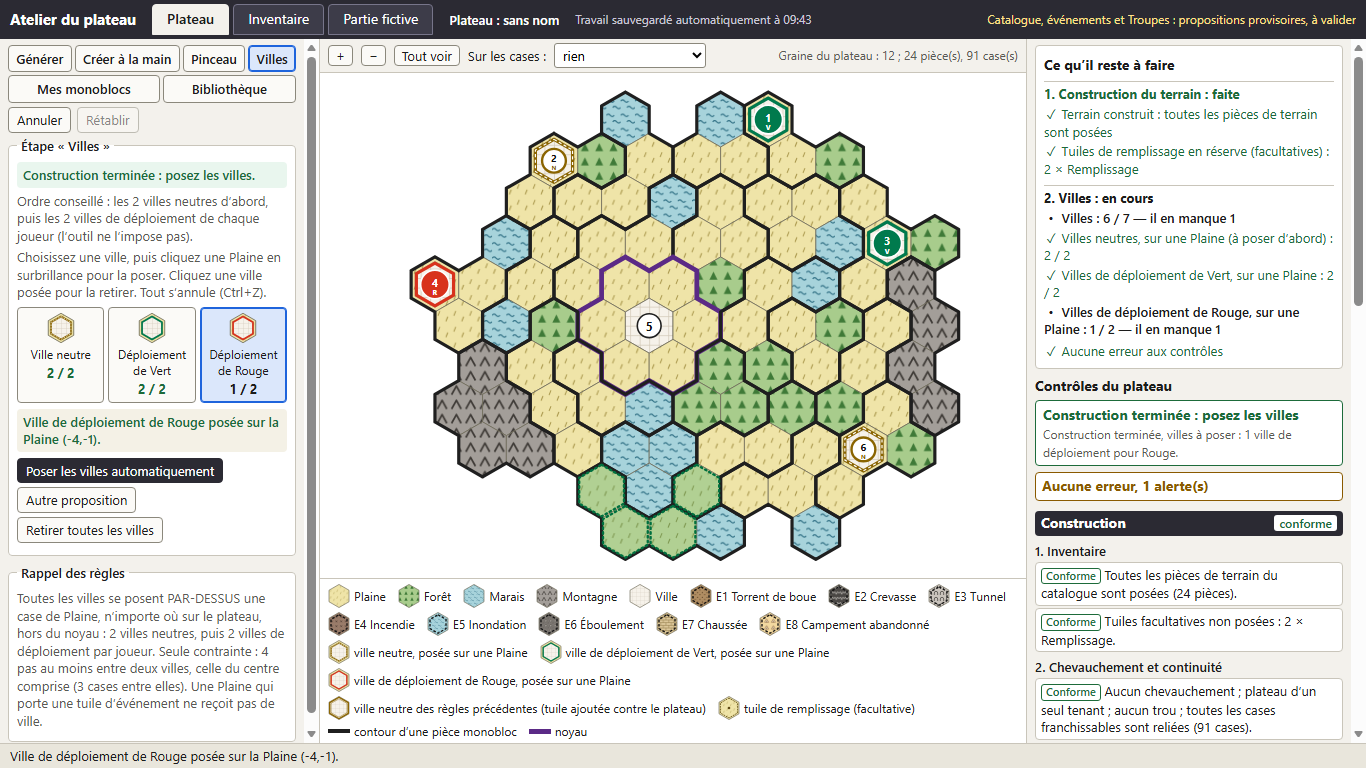 Atelier du plateau
Plateau
Inventaire
Partie fictive
Plateau : sans nom
Travail sauvegardé automatiquement à 09:43
Catalogue, événements et Troupes : propositions provisoires, à valider
Générer
Créer à la main
Pinceau
Villes
Mes monoblocs
Bibliothèque
Annuler
Rétablir
Étape « Villes »
Construction terminée : posez les villes.
Ordre conseillé : les 2 villes neutres d’abord,
puis les 2 villes de déploiement de chaque
joueur (l’outil ne l’impose pas).
Choisissez une ville, puis cliquez une Plaine en
surbrillance pour la poser. Cliquez une ville
posée pour la retirer. Tout s’annule (Ctrl+Z).
Ville neutre
2 / 2
Déploiement
de Vert
2 / 2
Déploiement
de Rouge
1 / 2
Ville de déploiement de Rouge posée sur la
Plaine (-4,-1).
Poser les villes automatiquement
Autre proposition
Retirer toutes les villes
Rappel des règles
Toutes les villes se posent PAR-DESSUS une
case de Plaine, n’importe où sur le plateau,
hors du noyau : 2 villes neutres, puis 2 villes de
déploiement par joueur. Seule contrainte : 4
pas au moins entre deux villes, celle du centre
comprise (3 cases entre elles). Une Plaine qui
porte une tuile d’événement ne reçoit pas de
ville.
+
−
Tout voir
Sur les cases :
rien
Graine du plateau : 12 ; 24 pièce(s), 91 case(s)
1
V
2
N
3
V
4
R
5
6
N
Plaine
Forêt
Marais
Montagne
Ville
E1 Torrent de boue
E2 Crevasse
E3 Tunnel
E4 Incendie
E5 Inondation
E6 Éboulement
E7 Chaussée
E8 Campement abandonné
ville neutre, posée sur une Plaine
ville de déploiement de Vert, posée sur une Plaine
ville de déploiement de Rouge, posée sur une Plaine
ville neutre des règles précédentes (tuile ajoutée contre le plateau)
tuile de remplissage (facultative)
contour d’une pièce monobloc
noyau
Ce qu’il reste à faire
1. Construction du terrain : faite
✓ Terrain construit : toutes les pièces de terrain
sont posées
✓ Tuiles de remplissage en réserve (facultatives) :
2 × Remplissage
2. Villes : en cours
• Villes : 6 / 7 — il en manque 1
✓ Villes neutres, sur une Plaine (à poser d’abord) :
2 / 2
✓ Villes de déploiement de Vert, sur une Plaine : 2
/ 2
• Villes de déploiement de Rouge, sur une
Plaine : 1 / 2 — il en manque 1
✓ Aucune erreur aux contrôles
Contrôles du plateau
Construction terminée : posez les villes
Construction terminée, villes à poser : 1 ville de
déploiement pour Rouge.
Aucune erreur, 1 alerte(s)
Construction
conforme
1. Inventaire
Conforme Toutes les pièces de terrain du
catalogue sont posées (24 pièces).
Conforme Tuiles facultatives non posées : 2 ×
Remplissage.
2. Chevauchement et continuité
Conforme Aucun chevauchement ; plateau d’un
seul tenant ; aucun trou ; toutes les cases
franchissables sont reliées (91 cases).
Ville de déploiement de Rouge posée sur la Plaine (-4,-1).